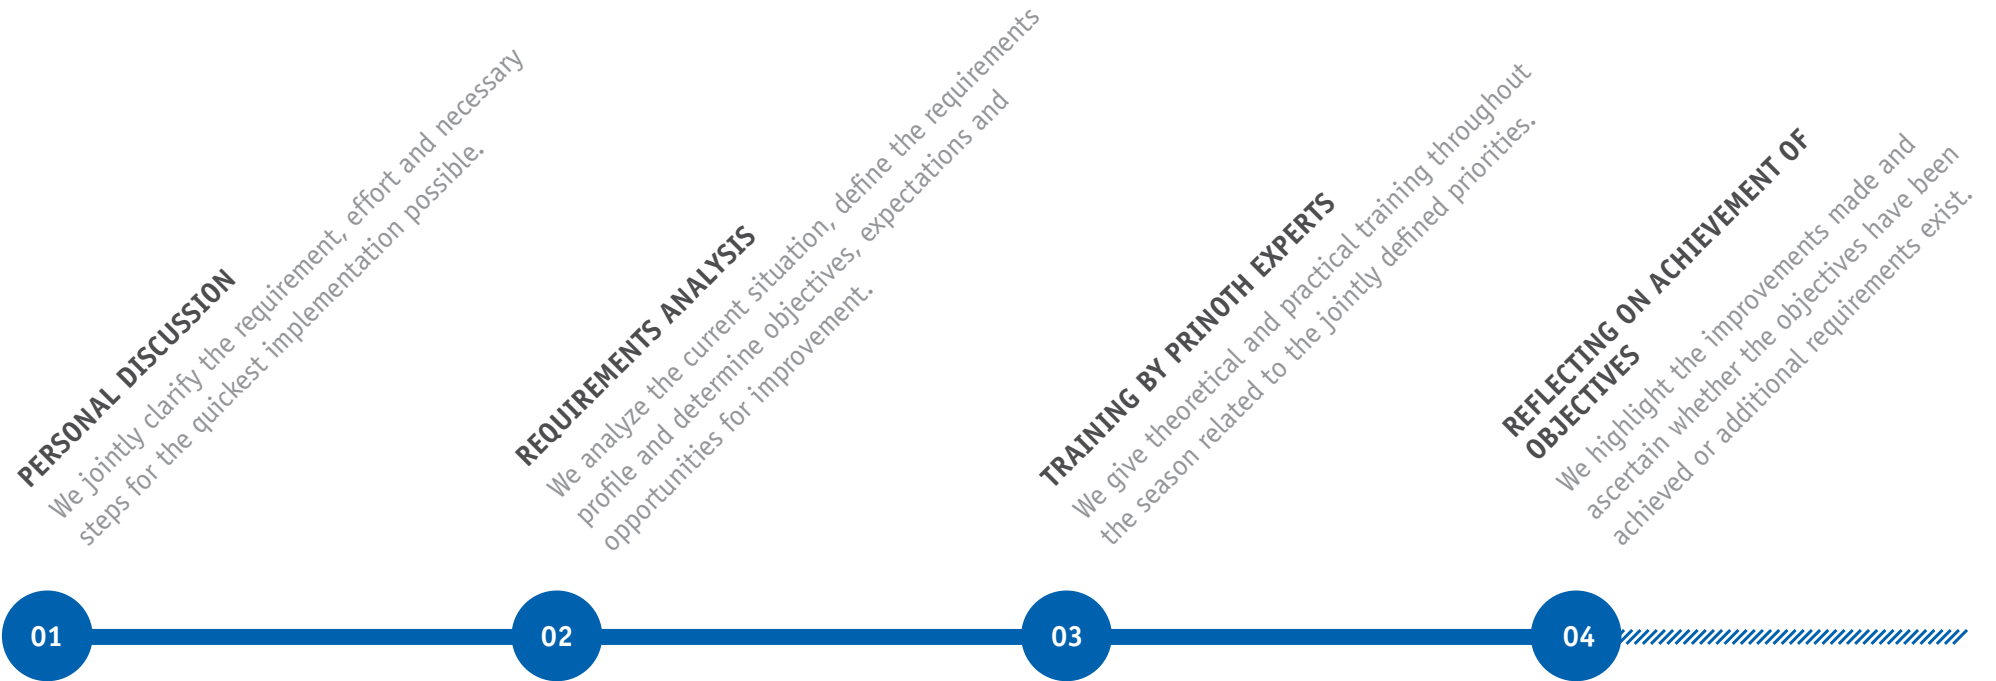 PERSONAL DISCUSSION
We jointly clarify the requirement, effort and necessary
steps for the quickest implementation possible.
REQUIREMENTS ANALYSIS
We analyze the current situation, define the requirements
profile and determine objectives, expectations and
opportunities for improvement.
TRAINING BY PRINOTH EXPERTS
We give theoretical and practical training throughout
the season related to the jointly defined priorities.
REFLECTING ON ACHIEVEMENT OF
OBJECTIVES
We highlight the improvements made and
ascertain whether the objectives have been
achieved or additional requirements exist.
01
02
03
04